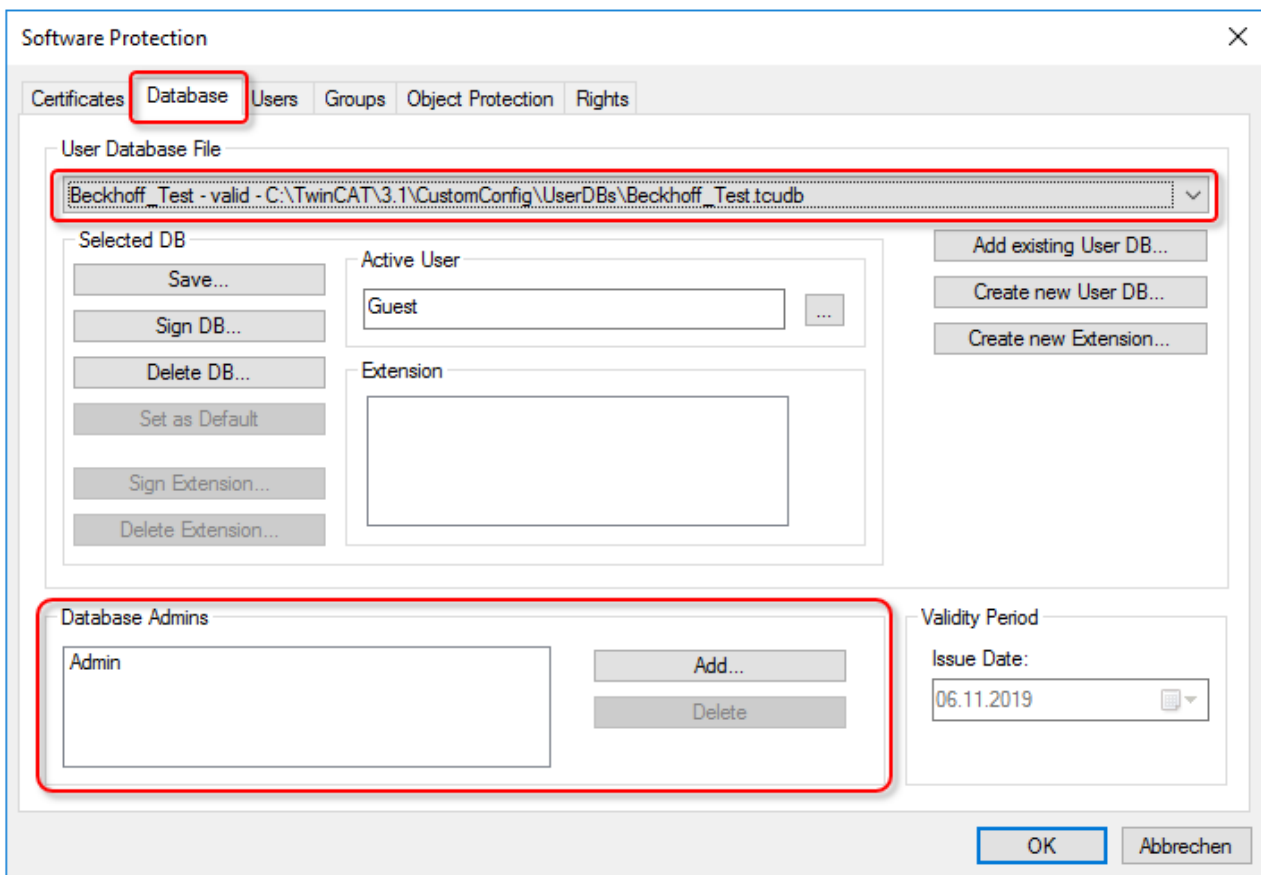 Software Protection
Certificates Database Users Groups Object Protection Rights
User Database File
Beckhoff_Test - valid - C:\TwinCAT\3.1\CustomConfig\UserDBs\Beckhoff_Test.tcudb
Selected DB
Save...
Sign DB...
Delete DB...
Set as Default
Sign Extension...
Delete Extension...
Active User
Guest
...
Extension
Add existing User DB...
Create new User DB...
Create new Extension...
Database Admins
Admin
Add...
Delete
Validity Period
Issue Date:
06.11.2019
OK Abbrechen